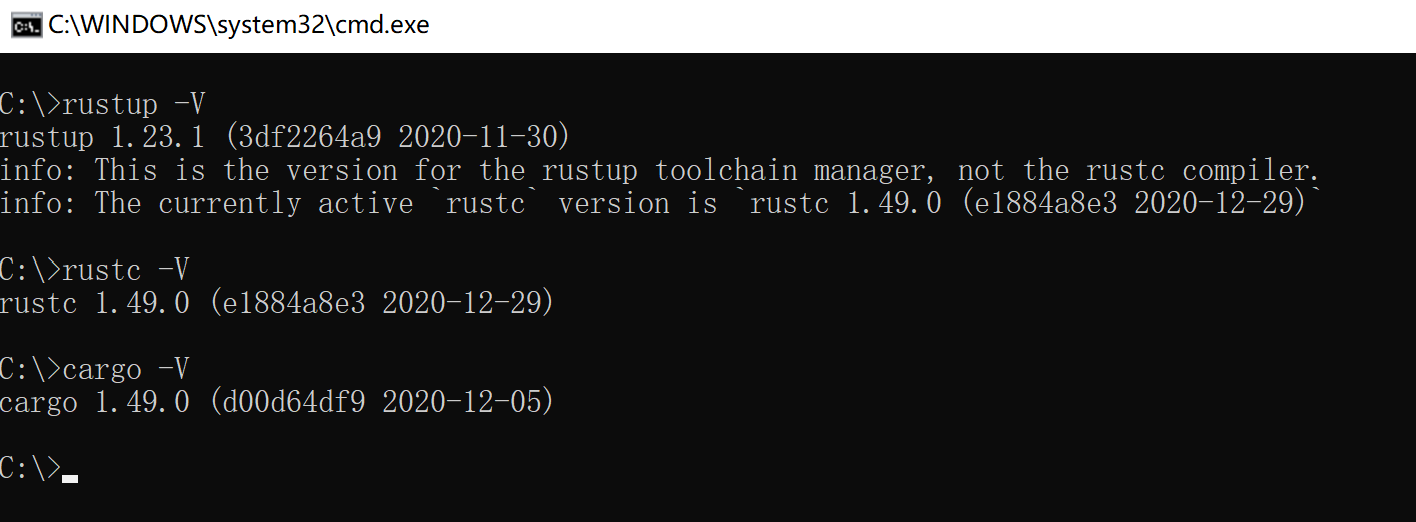 C:\WINDOWS\system32\cmd.exe
C:\>rustup -V
rustup 1.23.1 (3df2264a9 2020-11-30)
info: This is the version for the rustup toolchain manager, not the rustc compiler.
info: The currently active `rustc` version is `rustc 1.49.0 (e1884a8e3 2020-12-29)`
C:\>rustc -V
rustc 1.49.0 (e1884a8e3 2020-12-29)
C:\>cargo -V
cargo 1.49.0 (d00d64df9 2020-12-05)
C:\>